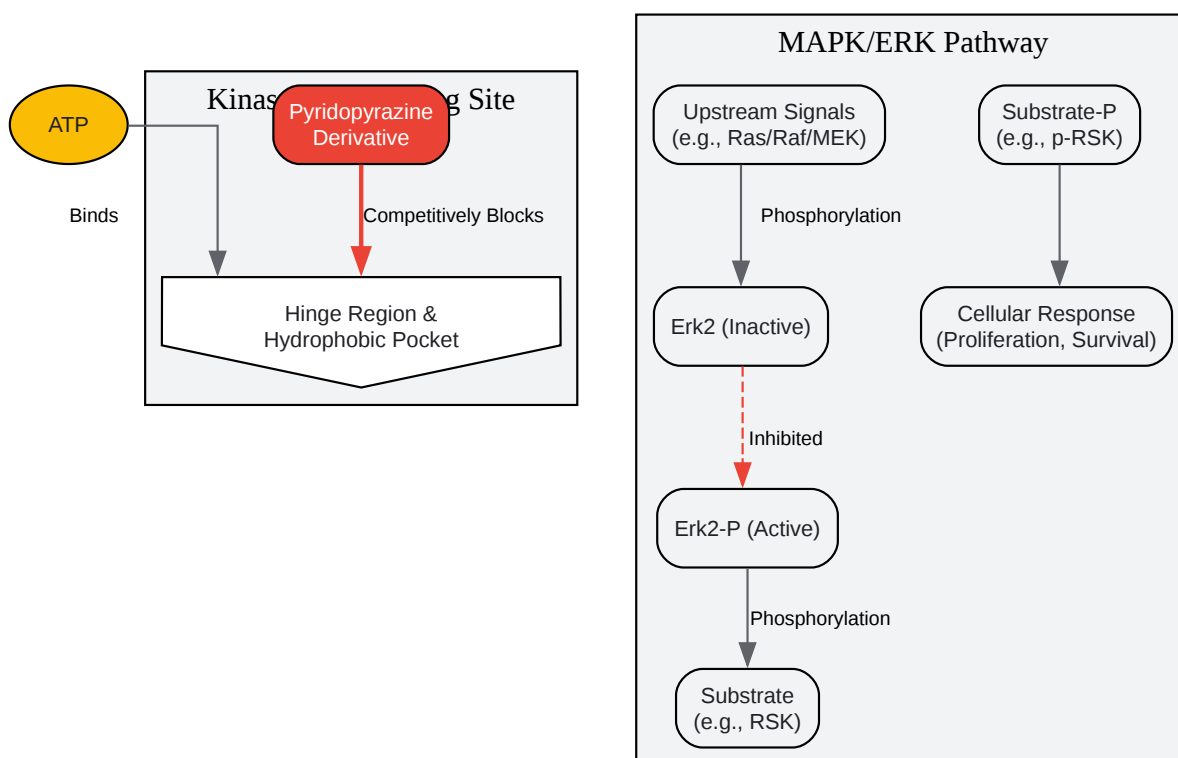 MAPK/ERK Pathway
Site
ATP
Pyridopyrazine
Derivative
Binds
Competitively Blocks
Hinge Region &
Hydrophobic Pocket
Upstream Signals
(e.g., Ras/Raf/MEK)
Phosphorylation
Erk2 (Inactive)
Inhibited
Erk2-P (Active)
Phosphorylation
Substrate
(e.g., RSK)
Substrate-P
(e.g., p-RSK)
Cellular Response
(Proliferation, Survival)